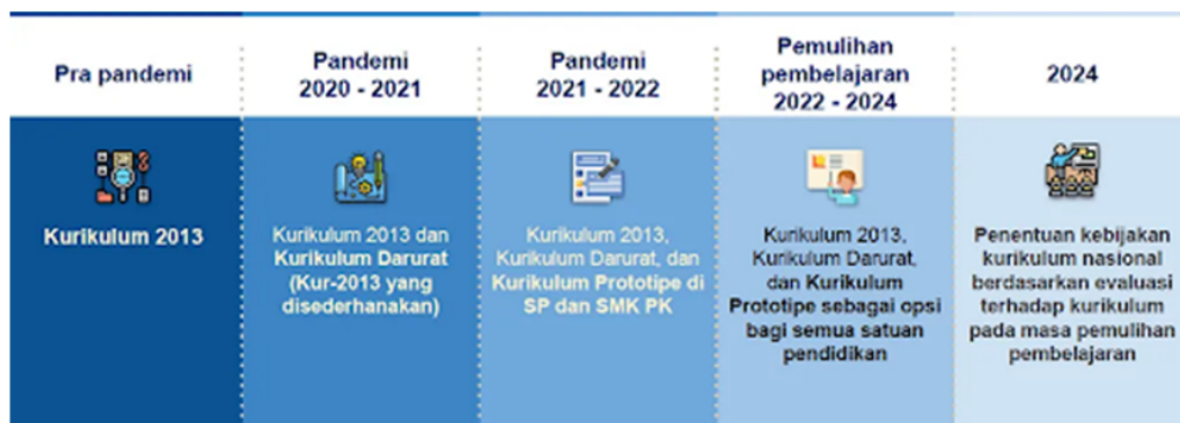 Pra pandemi
Pandemi
2020 - 2021
Pandemi
2021 - 2022
Pemulihan
pembelajaran
2022 - 2024
2024
Kurikulum 2013
Kurikulum 2013 dan
Kurikulum Darurat
(Kur-2013 yang
disederhanakan)
Kurikulum 2013,
Kurikulum Darurat, dan
Kurikulum Prototipe di
SP dan SMK PK
Kurikulum 2013,
Kurikulum Darurat,
dan Kurikulum
Prototipe sebagai opsi
bagi semua satuan
pendidikan
Penentuan kebijakan
kurikulum nasional
berdasarkan evaluasi
terhadap kurikulum
pada masa pemulihan
pembelajaran